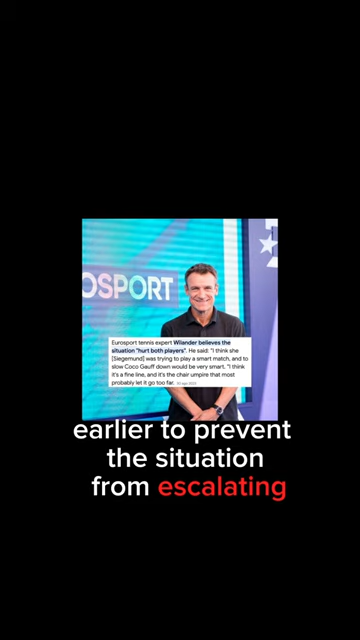 OSPORT
Eurosport tennis expert Wilander believes the
situation "hurt both players". He said: "I think she
[Siegemund] was trying to play a smart match, and to
slow Coco Gauff down would be very smart. "I think
it's a fine line, and it's the chair umpire that most
probably let it go too far.
earlier to prevent
the situation
from escalating